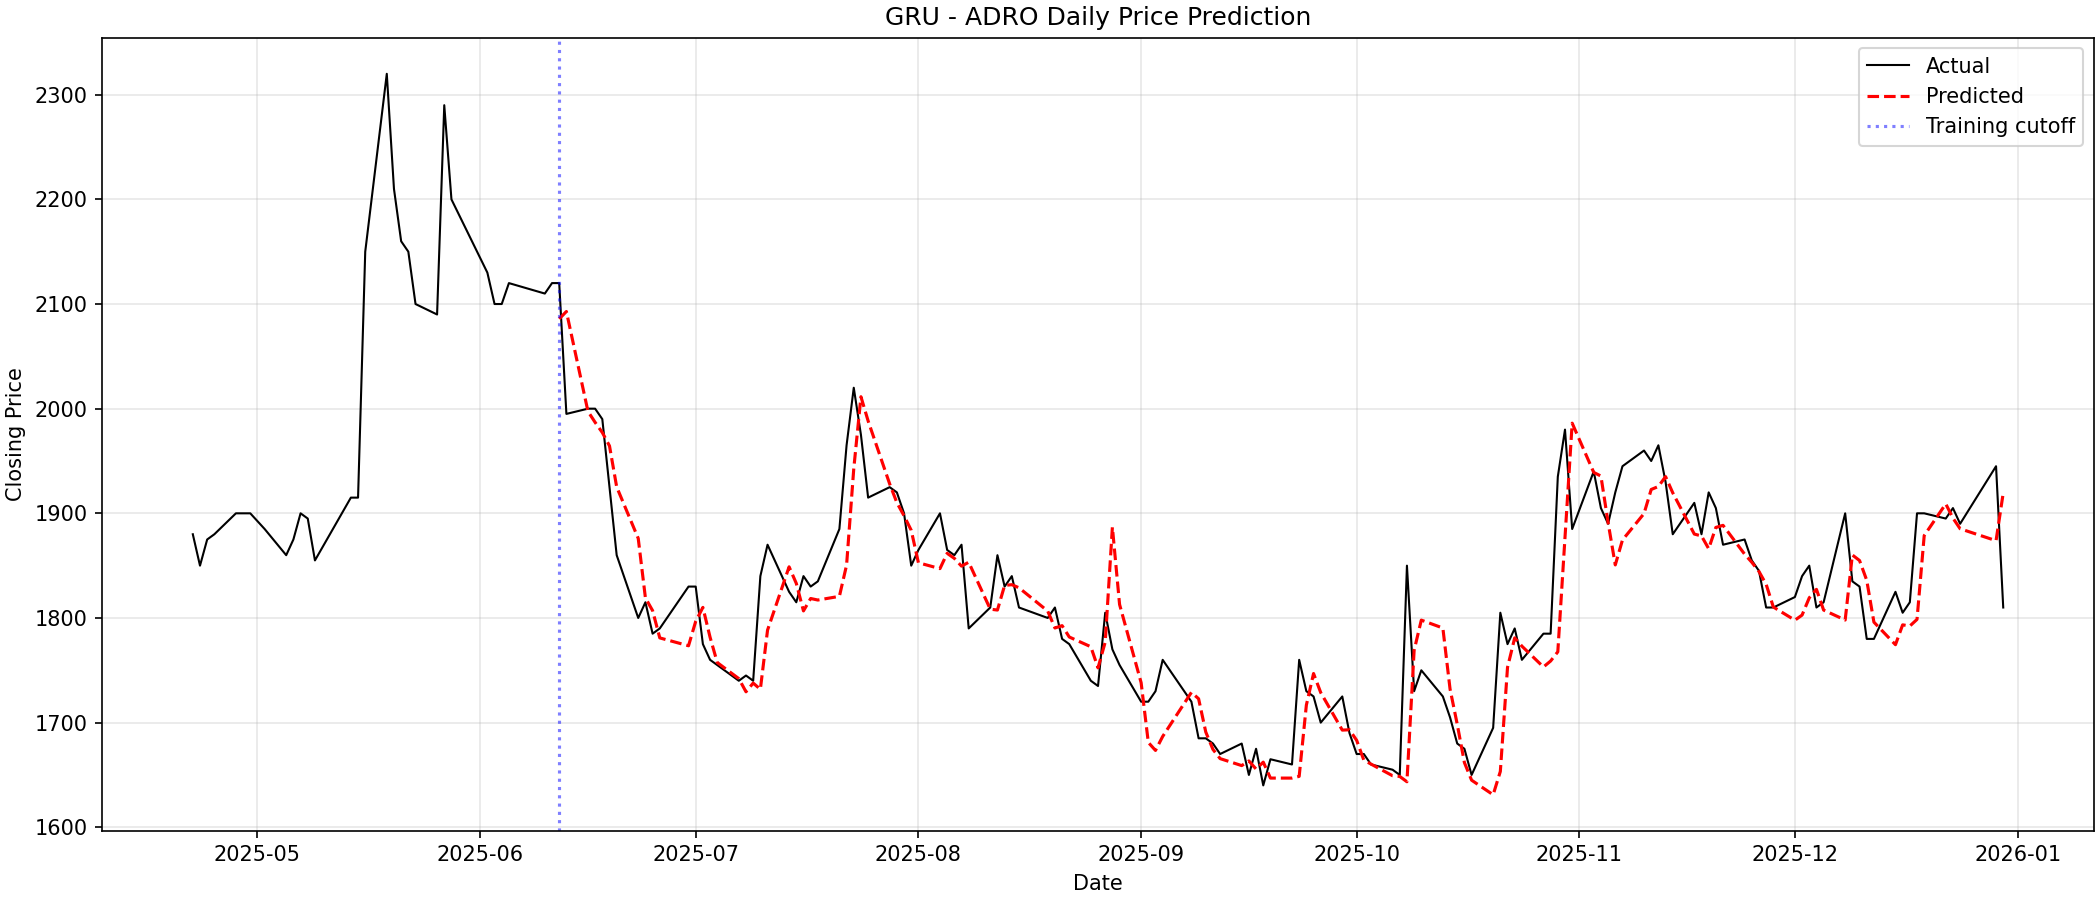 GRU - ADRO Daily Price Prediction
Actual
Predicted
Training cutoff
Closing Price
2300
2200
2100
2000
1900
1800
1700
1600
2025-05 2025-06 2025-07 2025-08 2025-09 2025-10 2025-11 2025-12 2026-01
Date